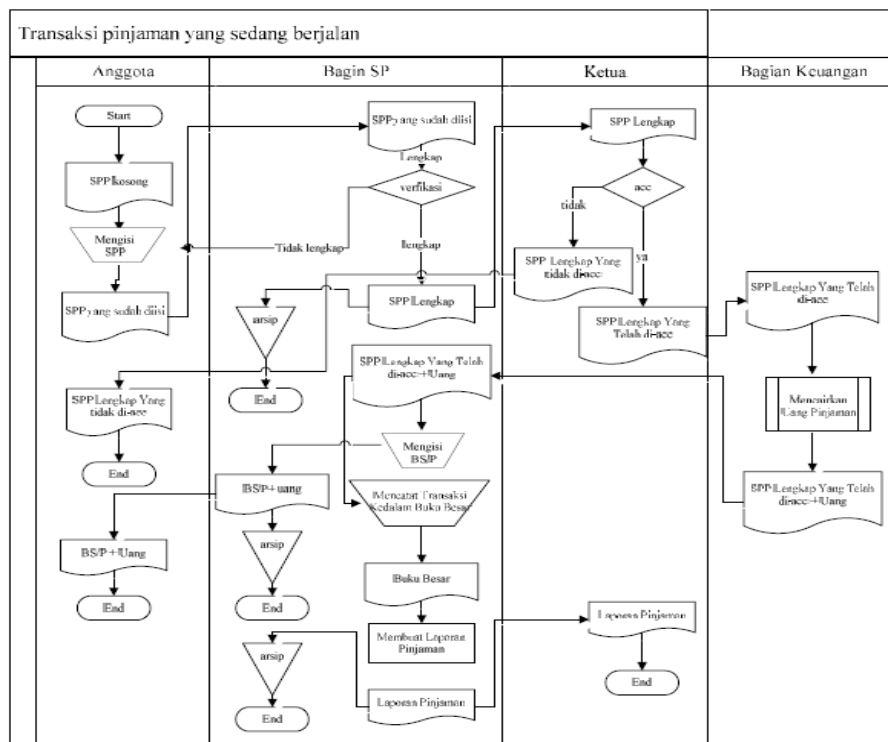 Transaksi pinjaman yang sedang berjalan
Anggota
Bagin SP
Ketua
Bagian Keuangan
Start
SPP kosong
Mengisi
SPP
SPP yang sudah diisi
SPP Lengkap Yang
tidak di-acc
End
BS/P + Uang
End
SPP yang sudah diisi
Lengkap
verfikasi
Tidak lengkap
lengkap
SPP Lengkap
arsip
End
SPP Lengkap Yang Telah
di-acc + Uang
Mengisi
BS/P
BS/P + uang
Mencatat Transaksi
Kedalam Buku Besar
arsip
End
Buku Besar
Membuat Laporan
Pinjaman
arsip
Laporan Pinjaman
End
SPP Lengkap
acc
tidak
ya
SPP Lengkap Yang
tidak di-acc
SPP Lengkap Yang
Telah di-acc
Laporan Pinjaman
End
SPP Lengkap Yang Telah
di-acc
Mencairkan
Uang Pinjaman
SPP Lengkap Yang Telah
di-acc + Uang